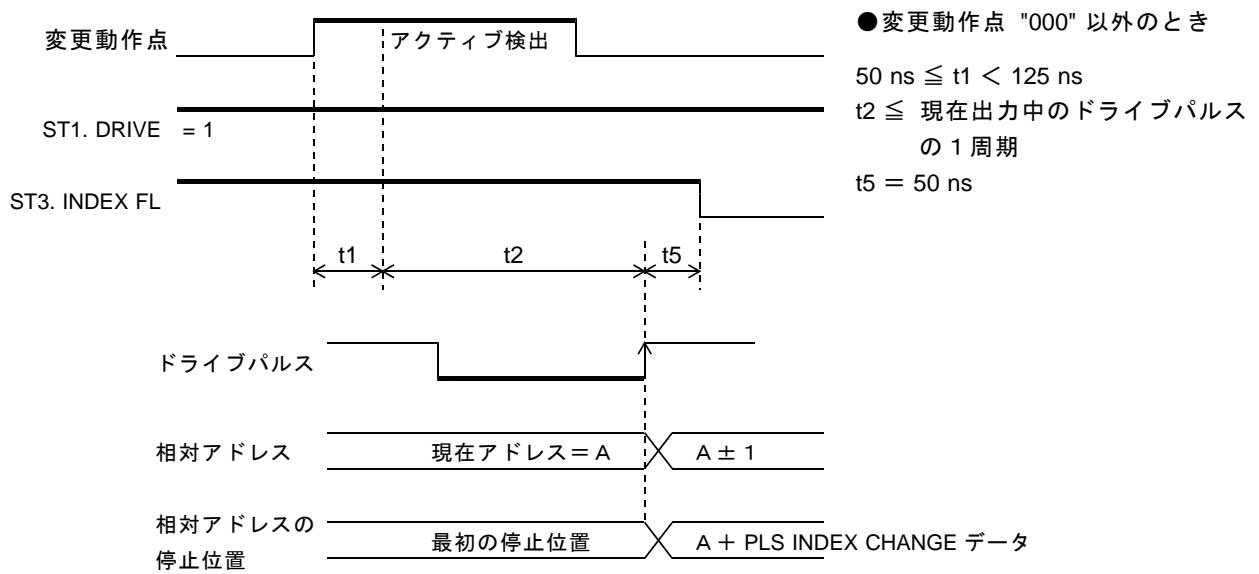 変更動作点
アクティブ検出
●変更動作点 "000" 以外のとき
50 ns ≦ t1 < 125 ns
t2 ≦ 現在出力中のドライブパルス
の1周期
t5 = 50 ns
ST1. DRIVE = 1
ST3. INDEX FL
t1 t2 t5
ドライブパルス
相対アドレス 現在アドレス=A A±1
相対アドレスの
停止位置
最初の停止位置 A + PLS INDEX CHANGE データ